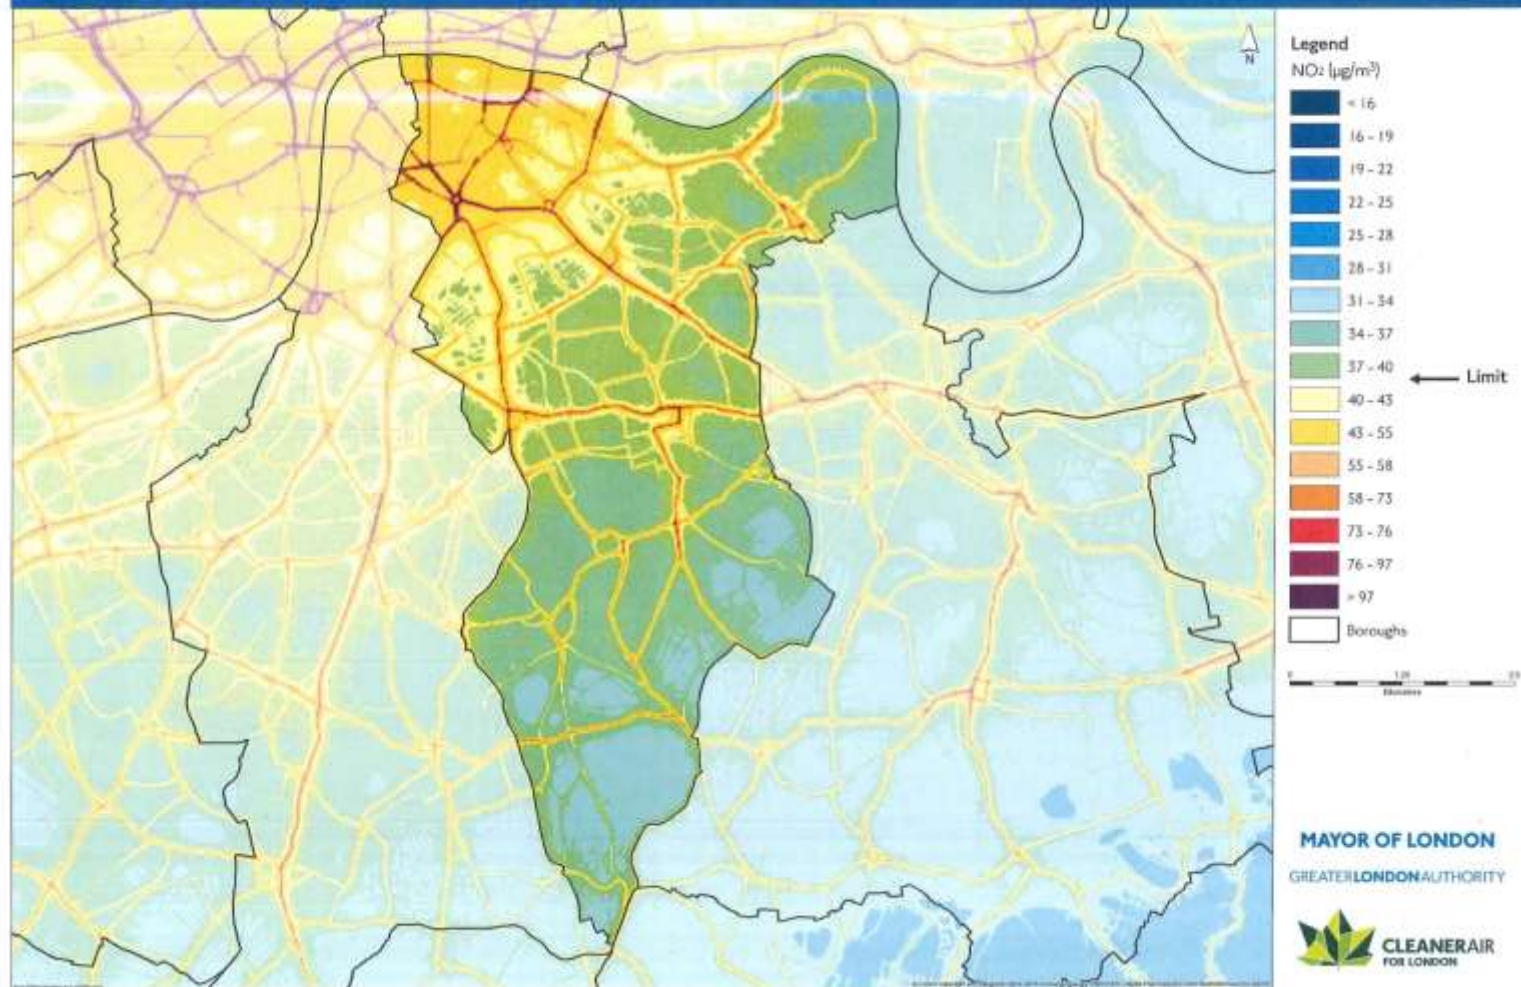 N
Legend
NO₂ (µg/m³)
< 16
16 - 19
19 - 22
22 - 25
25 - 28
28 - 31
31 - 34
34 - 37
37 - 40
Limit
40 - 43
43 - 55
55 - 58
58 - 73
73 - 76
76 - 97
> 97
Boroughs
0
Kilometres
MAYOR OF LONDON
GREATERLONDONAUTHORITY
CLEANERAIR
FOR LONDON